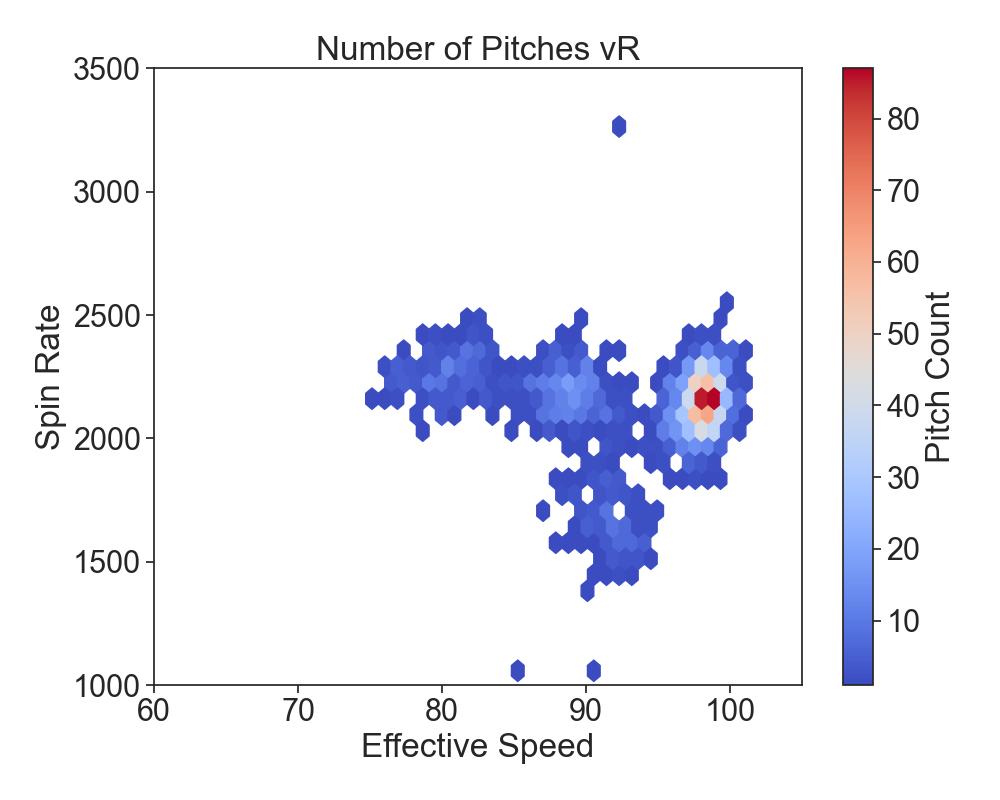 Number of Pitches vR
3500
3000
2500
2000
1500
1000
Spin Rate
60 70 80 90 100
Effective Speed
80
70
60
50
40
30
20
10
Pitch Count